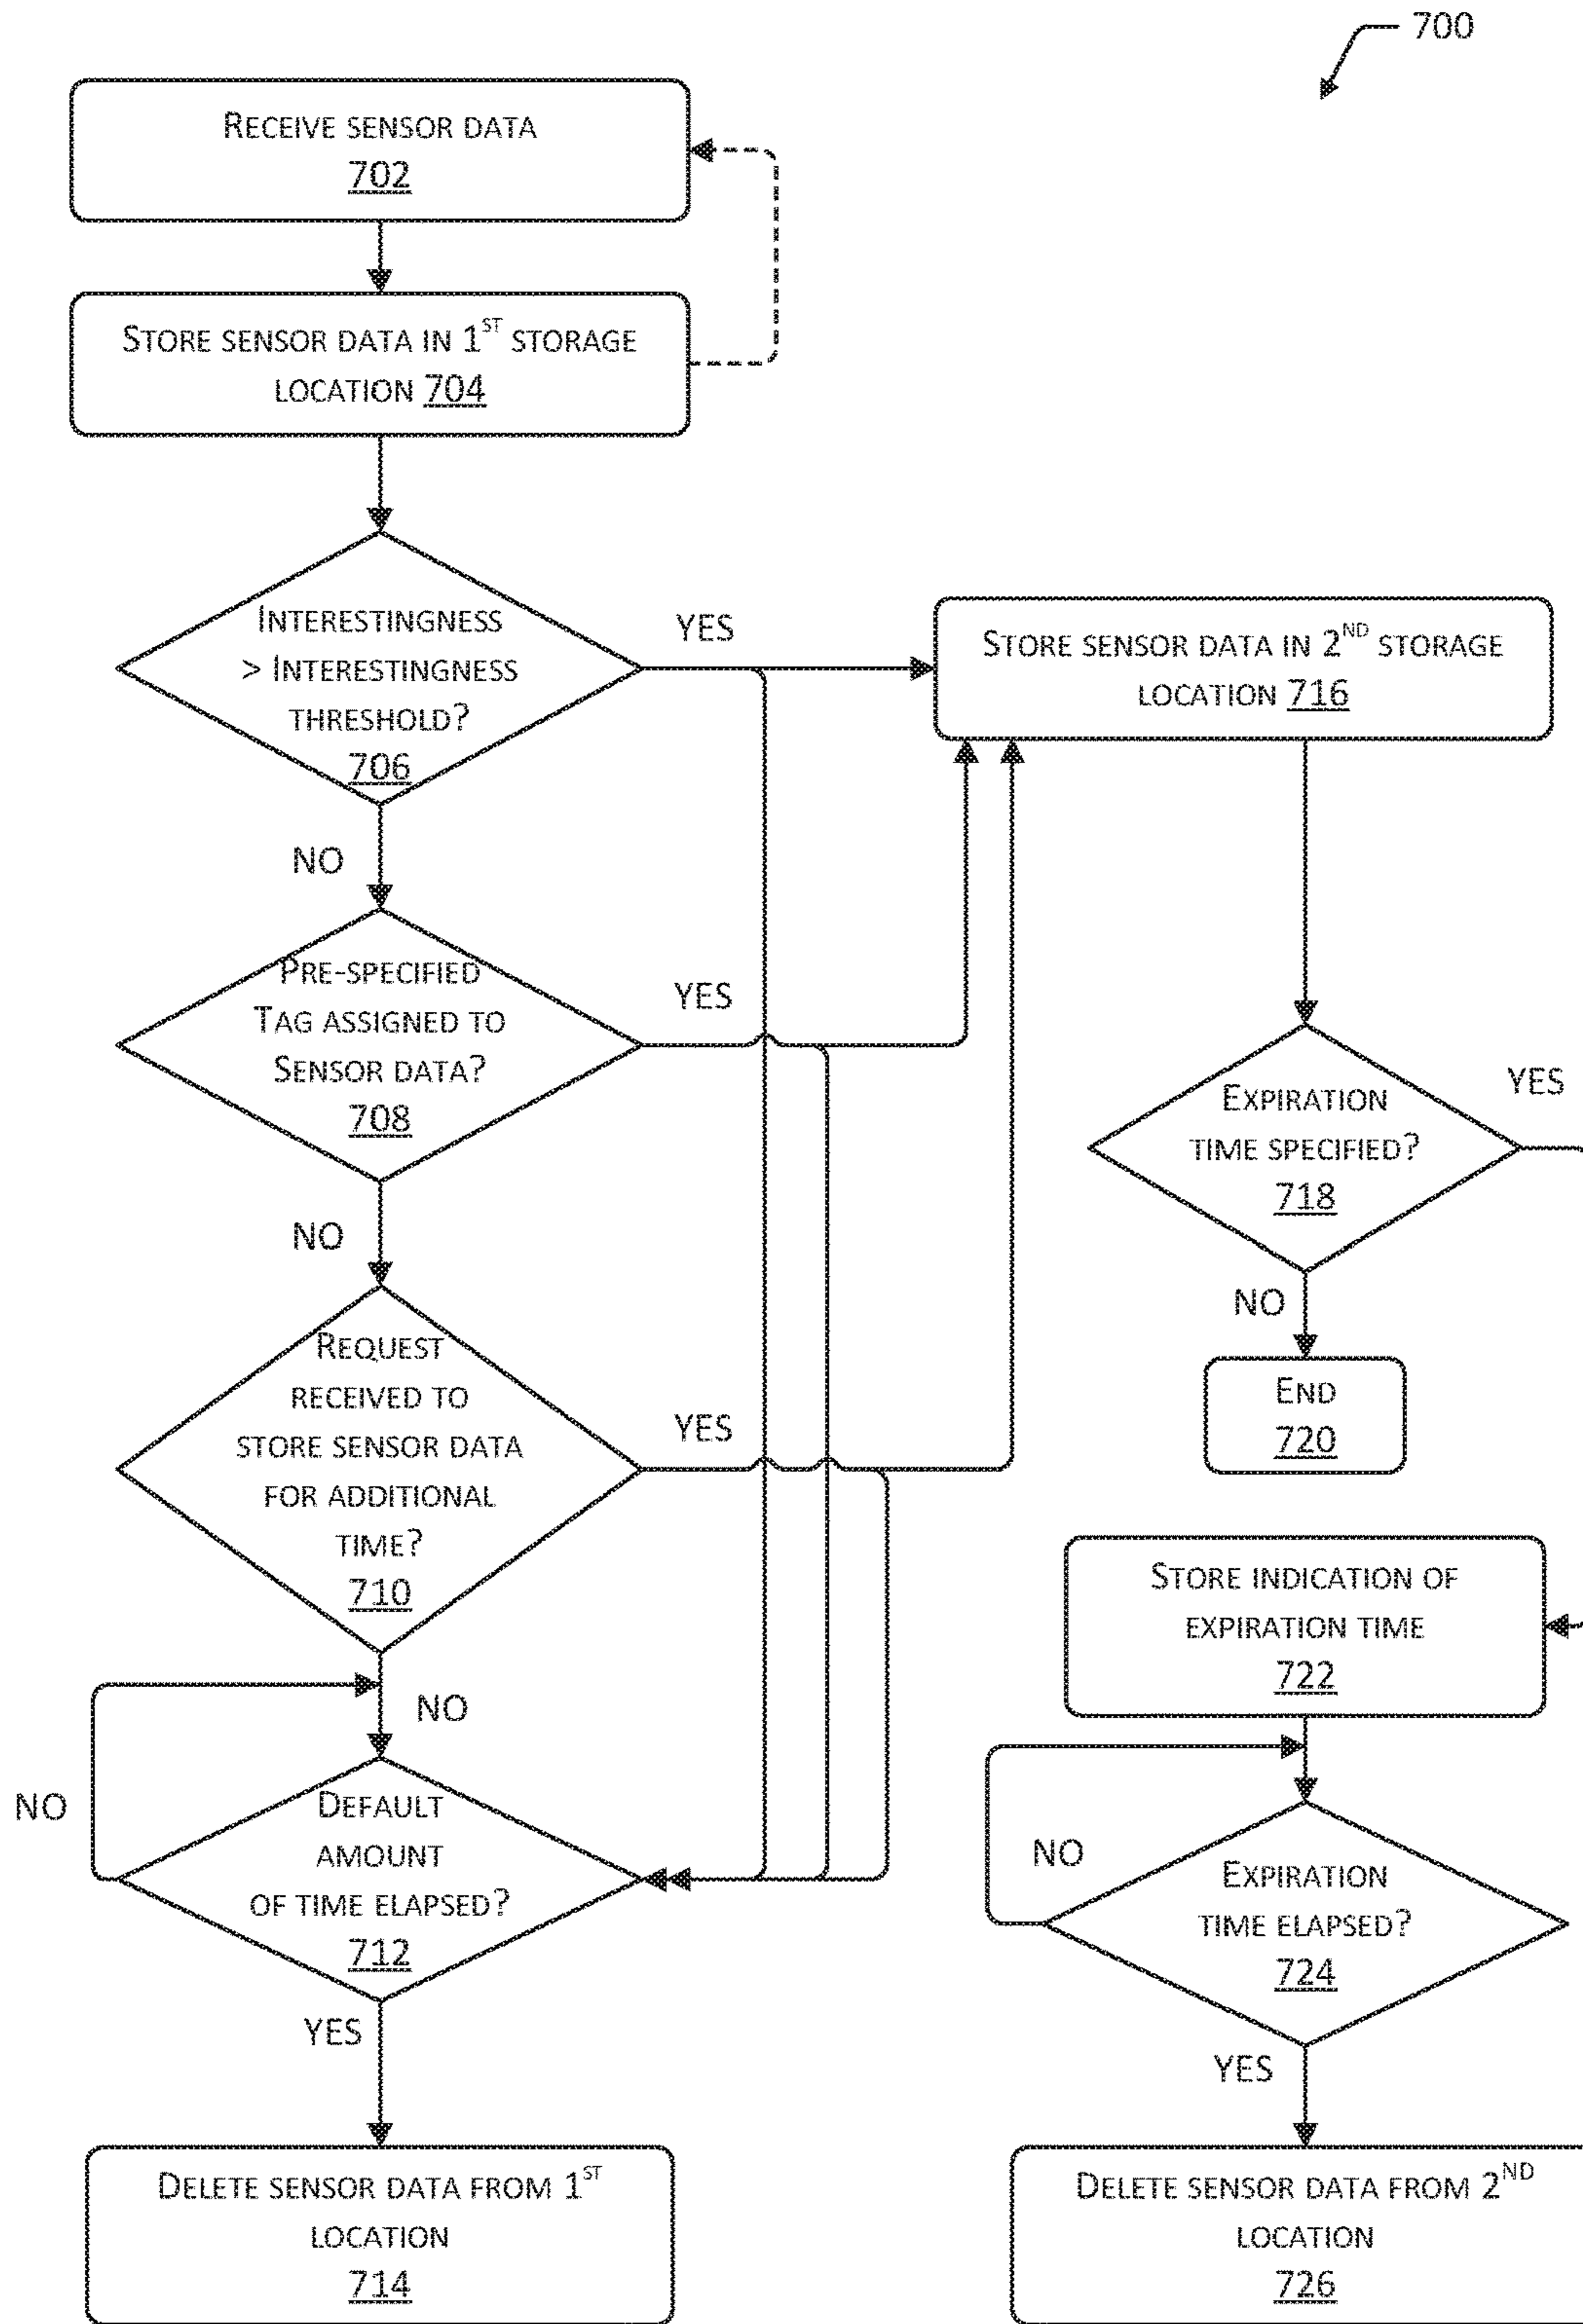 700
RECEIVE SENSOR DATA
702
STORE SENSOR DATA IN 1ST STORAGE
LOCATION 704
INTERESTINGNESS
> INTERESTINGNESS
THRESHOLD?
706
YES
NO
STORE SENSOR DATA IN 2ND STORAGE
LOCATION 716
PRE-SPECIFIED
TAG ASSIGNED TO
SENSOR DATA?
708
YES
NO
EXPIRATION
TIME SPECIFIED?
718
YES
NO
END
720
REQUEST
RECEIVED TO
STORE SENSOR DATA
FOR ADDITIONAL
TIME?
710
YES
NO
STORE INDICATION OF
EXPIRATION TIME
722
DEFAULT
AMOUNT
OF TIME ELAPSED?
712
NO
YES
EXPIRATION
TIME ELAPSED?
724
NO
YES
DELETE SENSOR DATA FROM 1ST
LOCATION
714
DELETE SENSOR DATA FROM 2ND
LOCATION
726